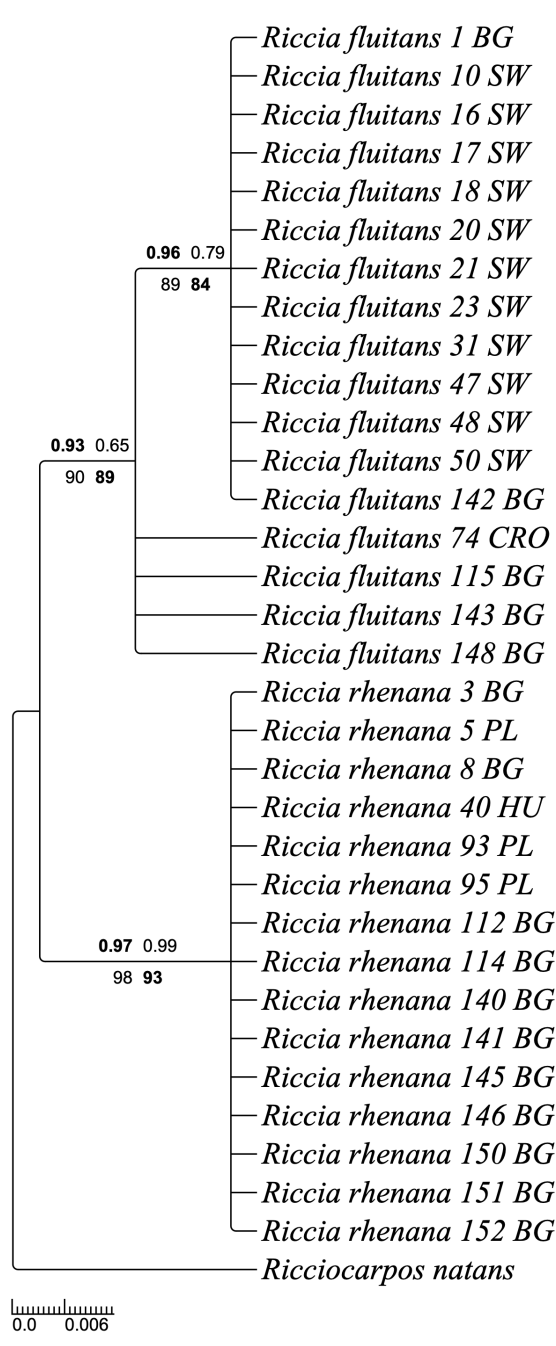 Riccia fluitans 1 BG
Riccia fluitans 10 SW
Riccia fluitans 16 SW
Riccia fluitans 17 SW
Riccia fluitans 18 SW
Riccia fluitans 20 SW
0.96 0.79
Riccia fluitans 21 SW
89 84
Riccia fluitans 23 SW
Riccia fluitans 31 SW
Riccia fluitans 47 SW
Riccia fluitans 48 SW
0.93 0.65
Riccia fluitans 50 SW
90 89
Riccia fluitans 142 BG
Riccia fluitans 74 CRO
Riccia fluitans 115 BG
Riccia fluitans 143 BG
Riccia fluitans 148 BG
Riccia rhenana 3 BG
Riccia rhenana 5 PL
Riccia rhenana 8 BG
Riccia rhenana 40 HU
Riccia rhenana 93 PL
Riccia rhenana 95 PL
Riccia rhenana 112 BG
0.97 0.99
Riccia rhenana 114 BG
98 93
Riccia rhenana 140 BG
Riccia rhenana 141 BG
Riccia rhenana 145 BG
Riccia rhenana 146 BG
Riccia rhenana 150 BG
Riccia rhenana 151 BG
Riccia rhenana 152 BG
Ricciocarpos natans
0.0 0.006